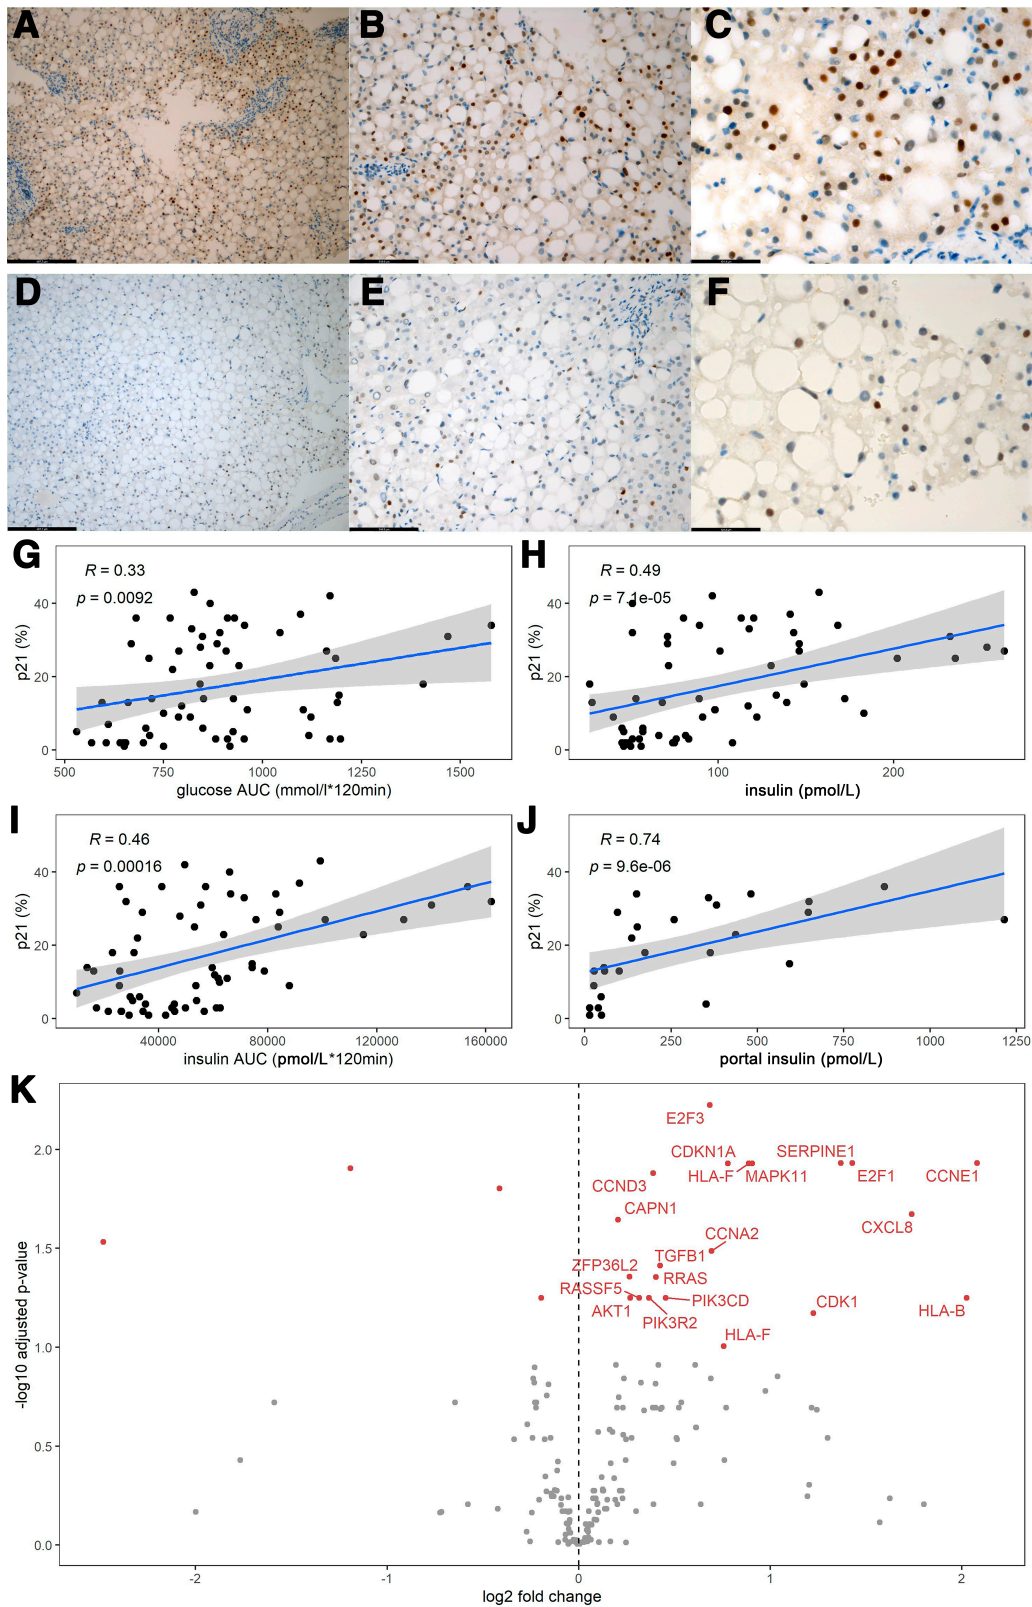 A
B
C
D
E
F
G
R = 0.33
p = 0.0092
p21 (%)
40
20
0
500
750
1000
1250
1500
glucose AUC (mmol/l*120min)
H
R = 0.49
p = 7.1e-05
p21 (%)
40
20
0
100
200
insulin (pmol/L)
I
R = 0.46
p = 0.00016
p21 (%)
40
20
0
40000
80000
120000
160000
insulin AUC (pmol/L*120min)
J
R = 0.74
p = 9.6e-06
p21 (%)
40
20
0
0
250
500
750
1000
1250
portal insulin (pmol/L)
K
-log10 adjusted p-value
2.0
1.5
1.0
0.5
0.0
E2F3
CDKN1A
SERPINE1
HLA-F
MAPK11
E2F1
CCNE1
CCND3
CAPN1
CXCL8
CCNA2
TGFB1
ZFP36L2
RRAS
RASSF5
AKT1
PIK3CD
CDK1
HLA-B
PIK3R2
HLA-F
-2
-1
0
1
2
log2 fold change